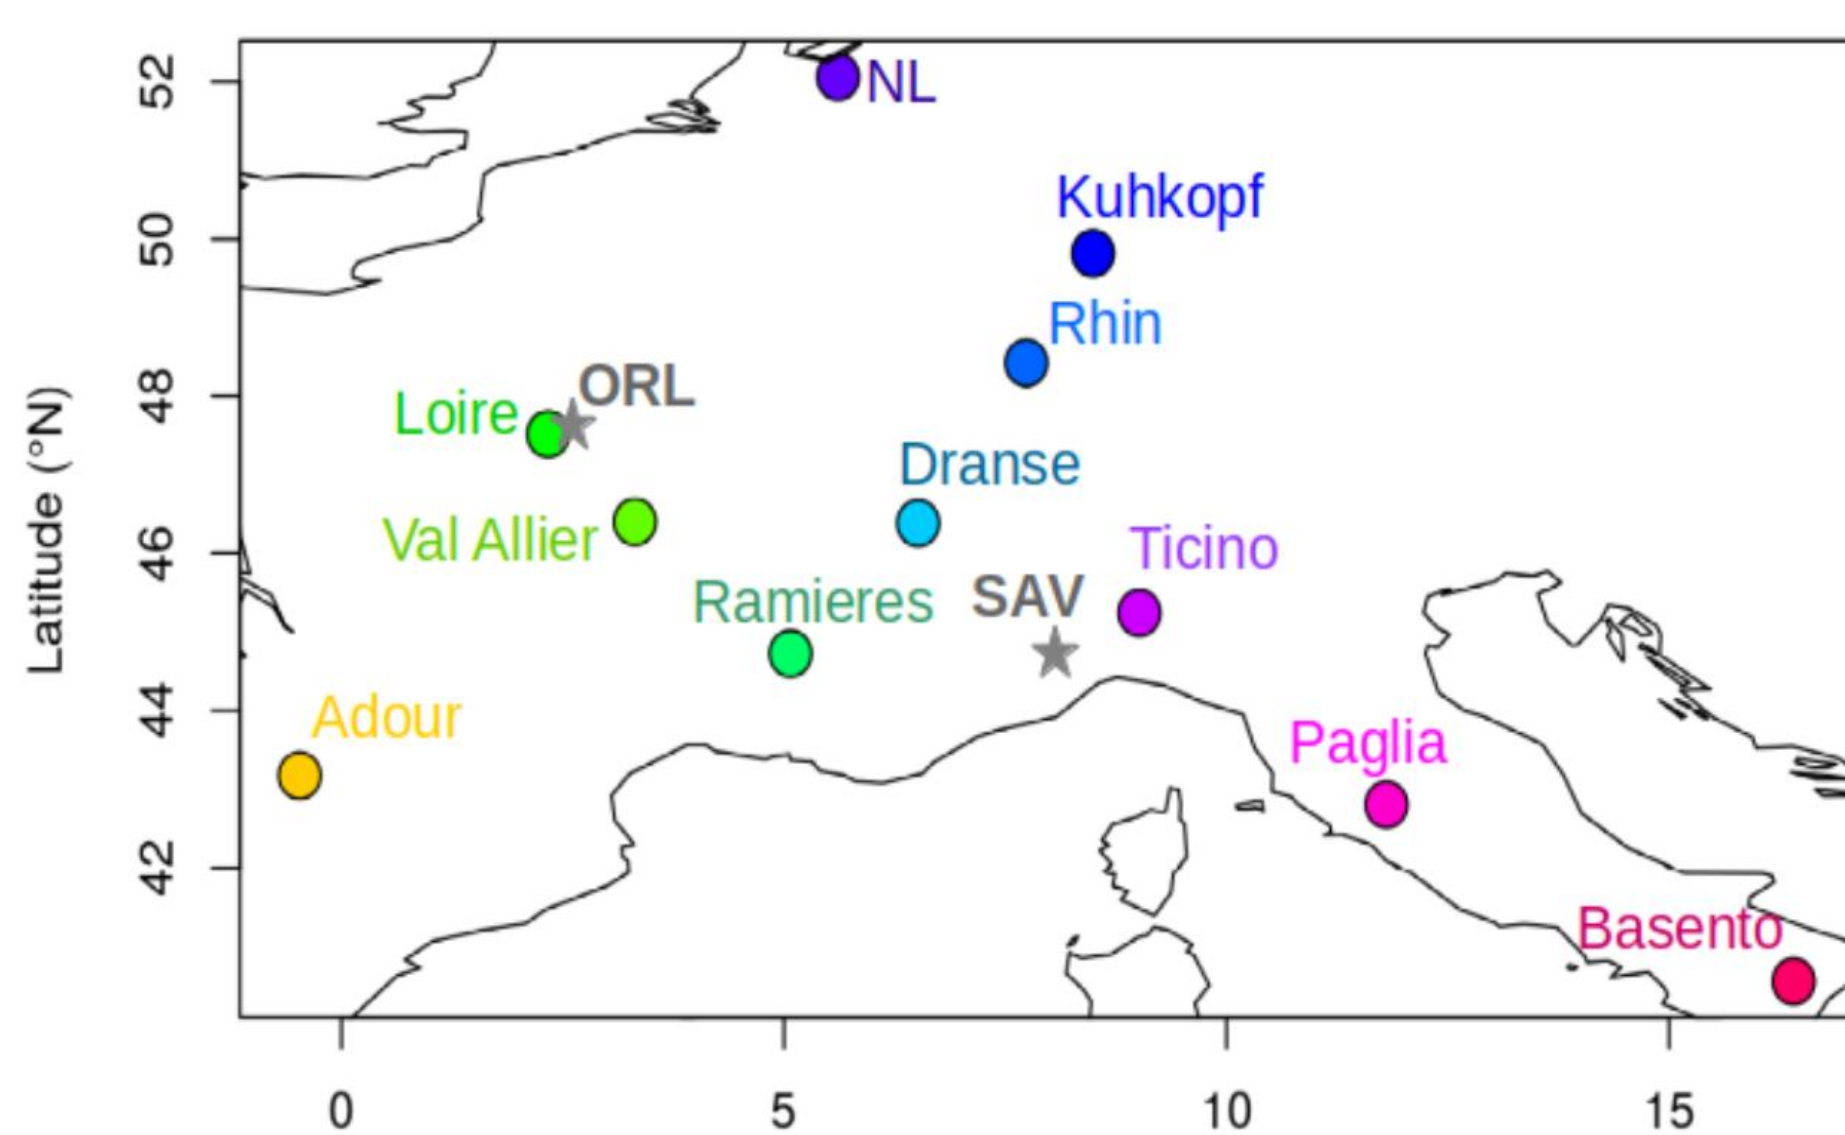 52
NL
Kuhkopf
50
Rhin
ORL
48
Loire
Dranse
Val Allier
46
Ticino
SAV
Ramieres
Latitude (°N)
44
Adour
Paglia
42
Basento
0
5
10
15